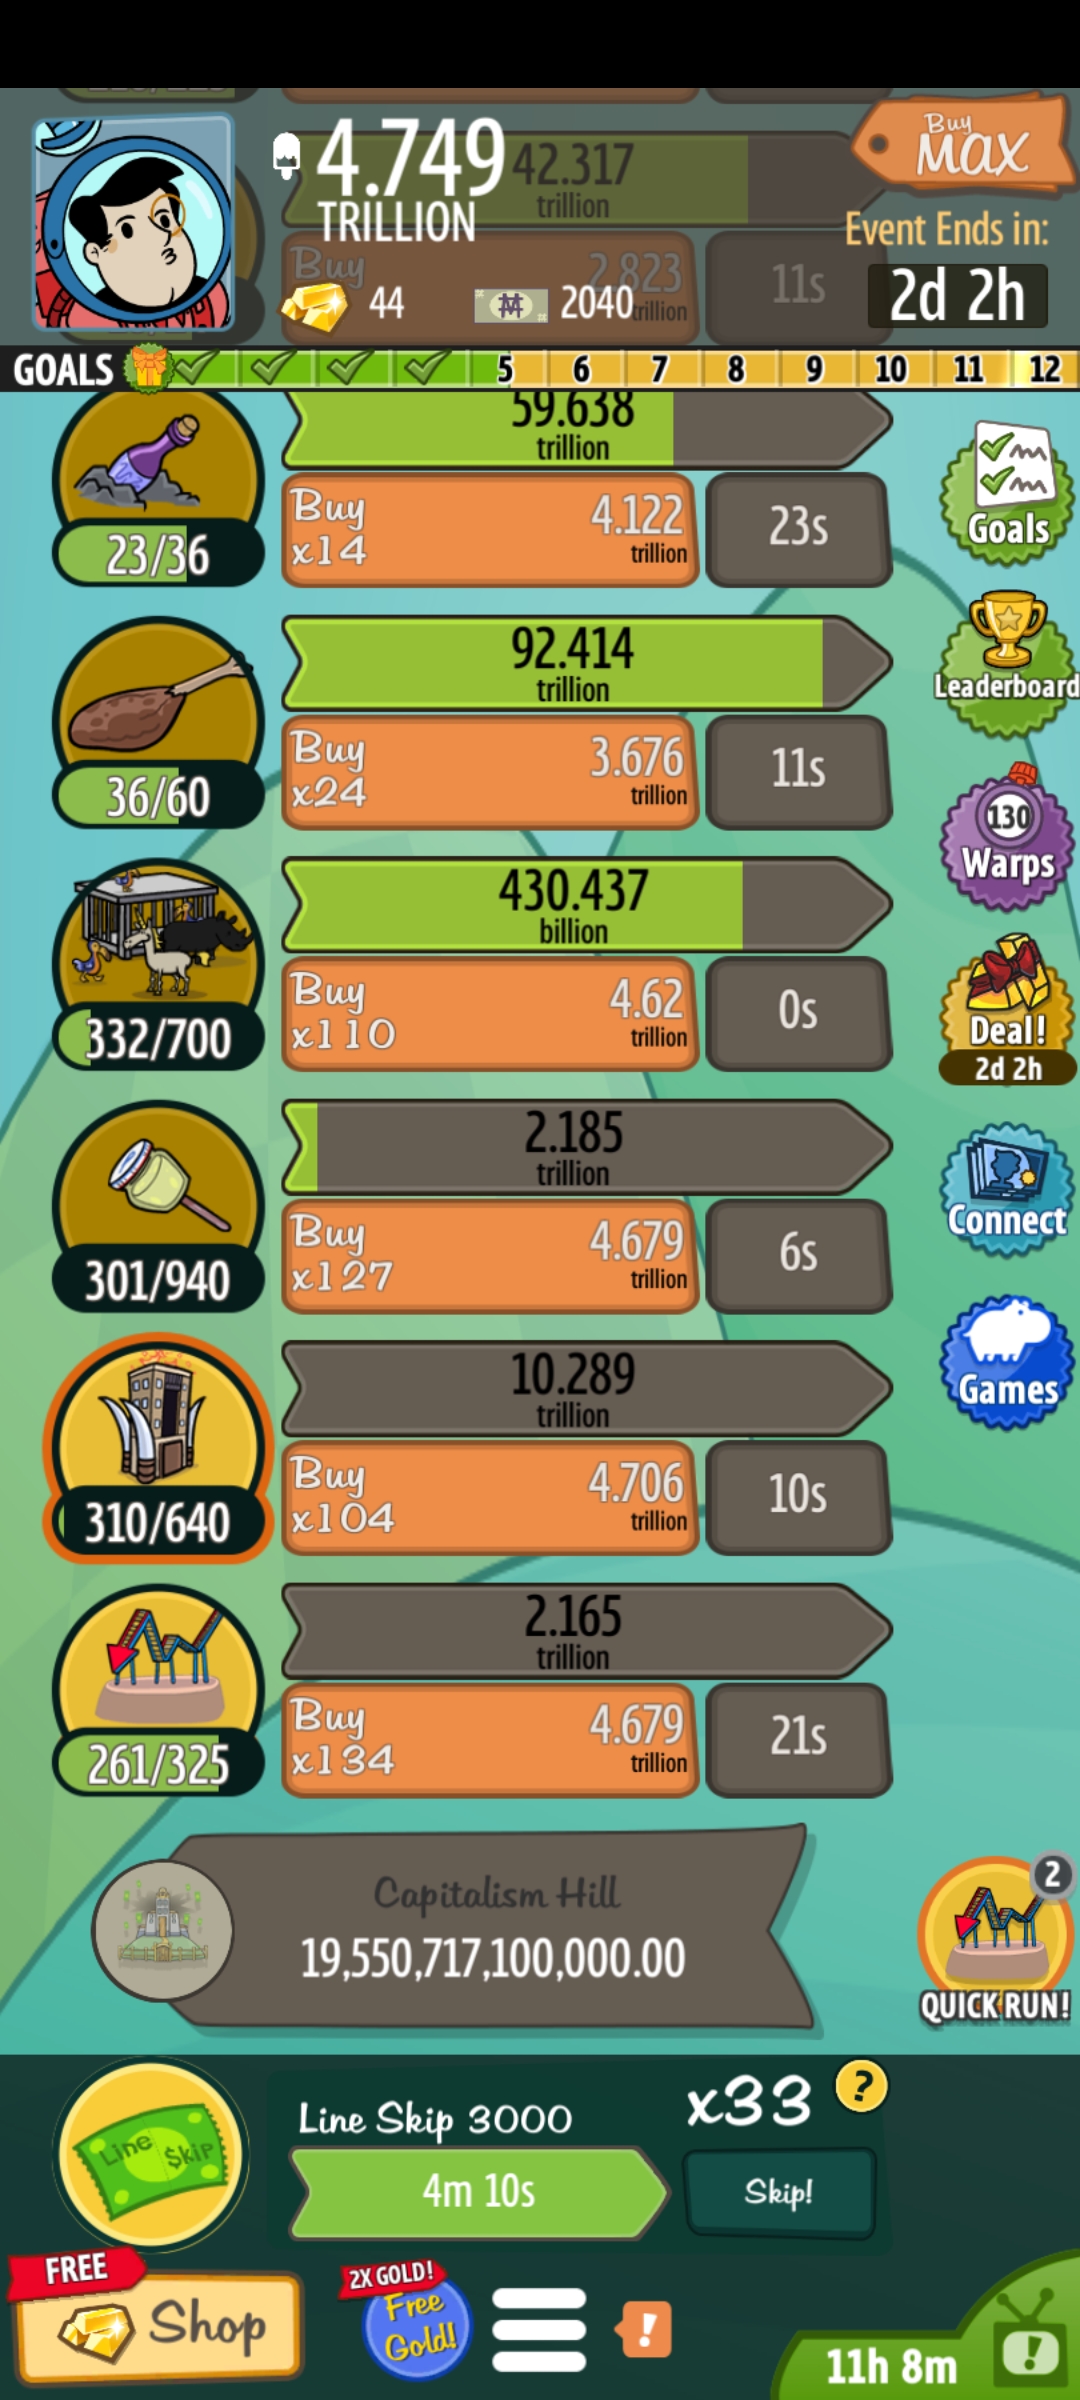 4.749
TRILLION
42.317
trillion
Buy
MAX
Event Ends in:
2d 2h
Buy
2.823
trillion
11s
44
2040
GOALS
5
6
7
8
9
10
11
12
59.638
trillion
23/36
Buy
x14
4.122
trillion
23s
Goals
92.414
trillion
36/60
Buy
x24
3.676
trillion
11s
Leaderboard
130
Warps
430.437
billion
332/700
Buy
x110
4.62
trillion
0s
Deal!
2d 2h
2.185
trillion
301/940
Buy
x127
4.679
trillion
6s
Connect
10.289
trillion
310/640
Buy
x104
4.706
trillion
10s
Games
2.165
trillion
261/325
Buy
x134
4.679
trillion
21s
Capitalism Hill
19,550,717,100,000.00
2
QUICK RUN!
Line Skip
Line Skip 3000
x33
?
4m 10s
Skip!
FREE
Shop
2X GOLD!
Free
Gold!
!
11h 8m
!